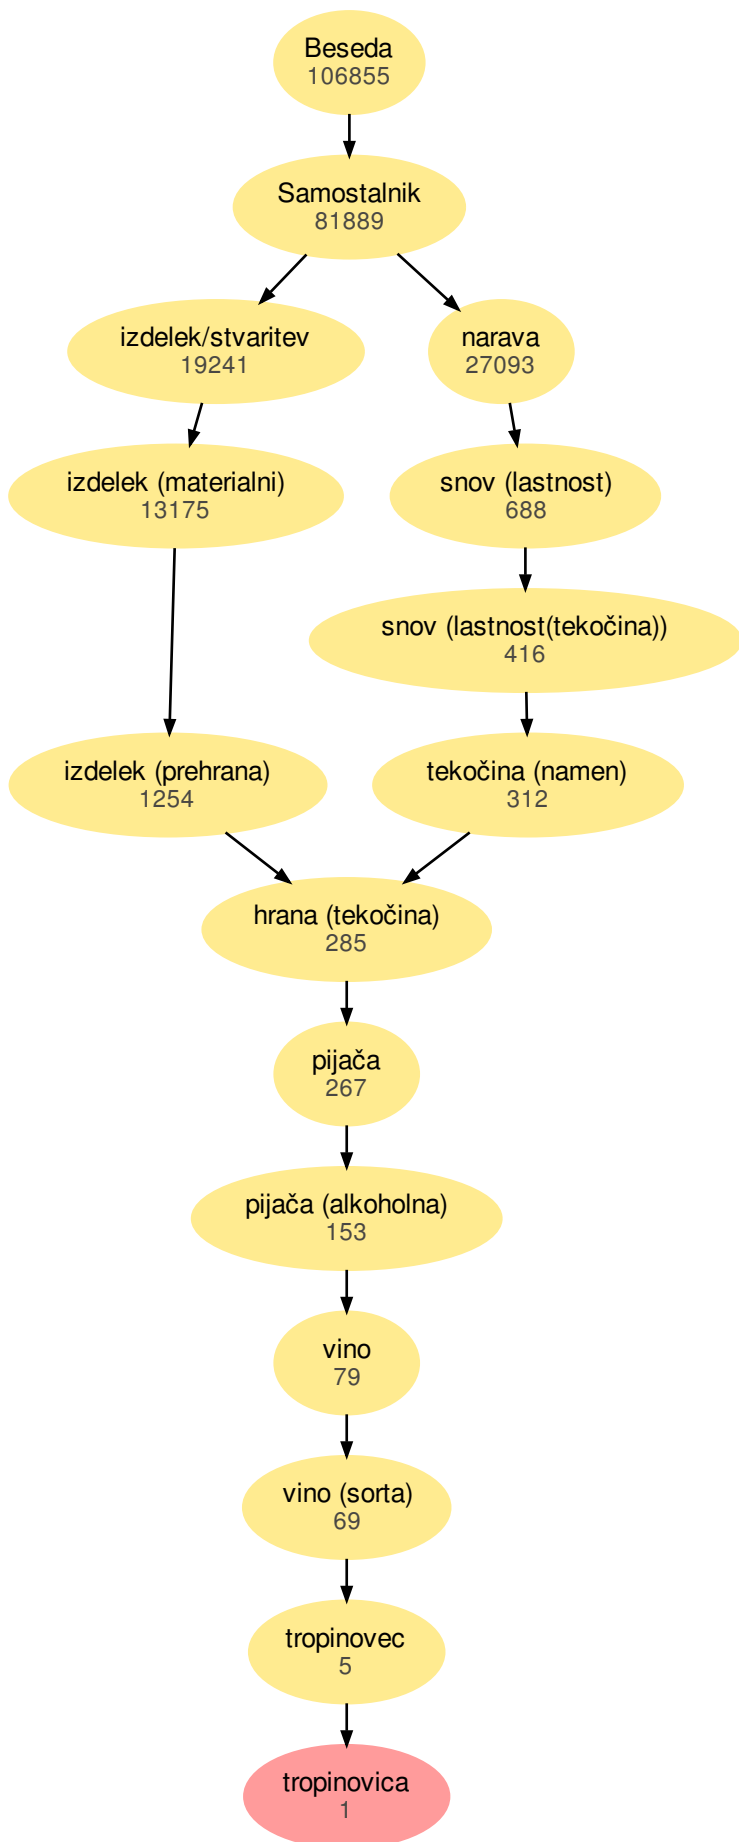 Beseda
106855
Samostalnik
81889
izdelek/stvaritev
19241
narava
27093
izdelek (materialni)
13175
snov (lastnost)
688
snov (lastnost(tekočina))
416
izdelek (prehrana)
1254
tekočina (namen)
312
hrana (tekočina)
285
pijača
267
pijača (alkoholna)
153
vino
79
vino (sorta)
69
tropinovec
5
tropinovica
1